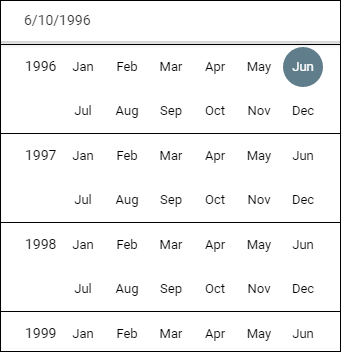 6/10/1996
1996 Jan Feb Mar Apr May Jun
Jul Aug Sep Oct Nov Dec
1997 Jan Feb Mar Apr May Jun
Jul Aug Sep Oct Nov Dec
1998 Jan Feb Mar Apr May Jun
Jul Aug Sep Oct Nov Dec
1999 Jan Feb Mar Apr May Jun